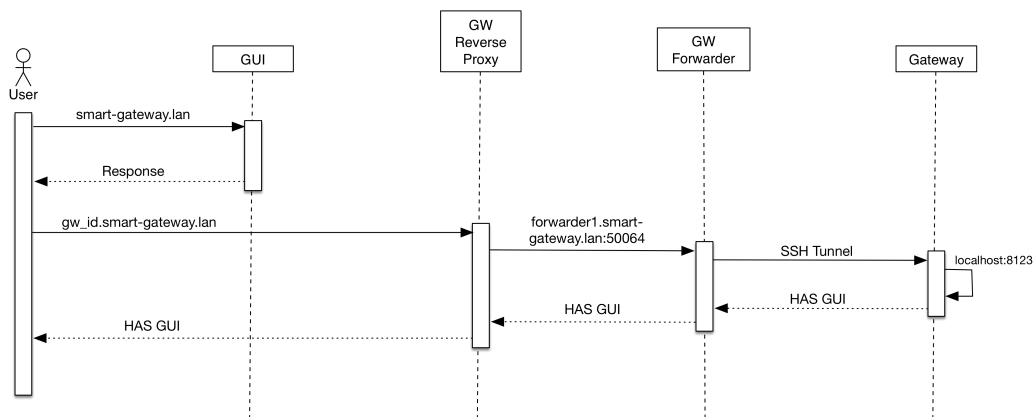 GW
Reverse
Proxy
GW
Forwarder
GUI
Gateway
User
smart-gateway.lan
Response
gw_id.smart-gateway.lan
forwarder1.smart-
gateway.lan:50064
SSH Tunnel
localhost:8123
HAS GUI
HAS GUI
HAS GUI